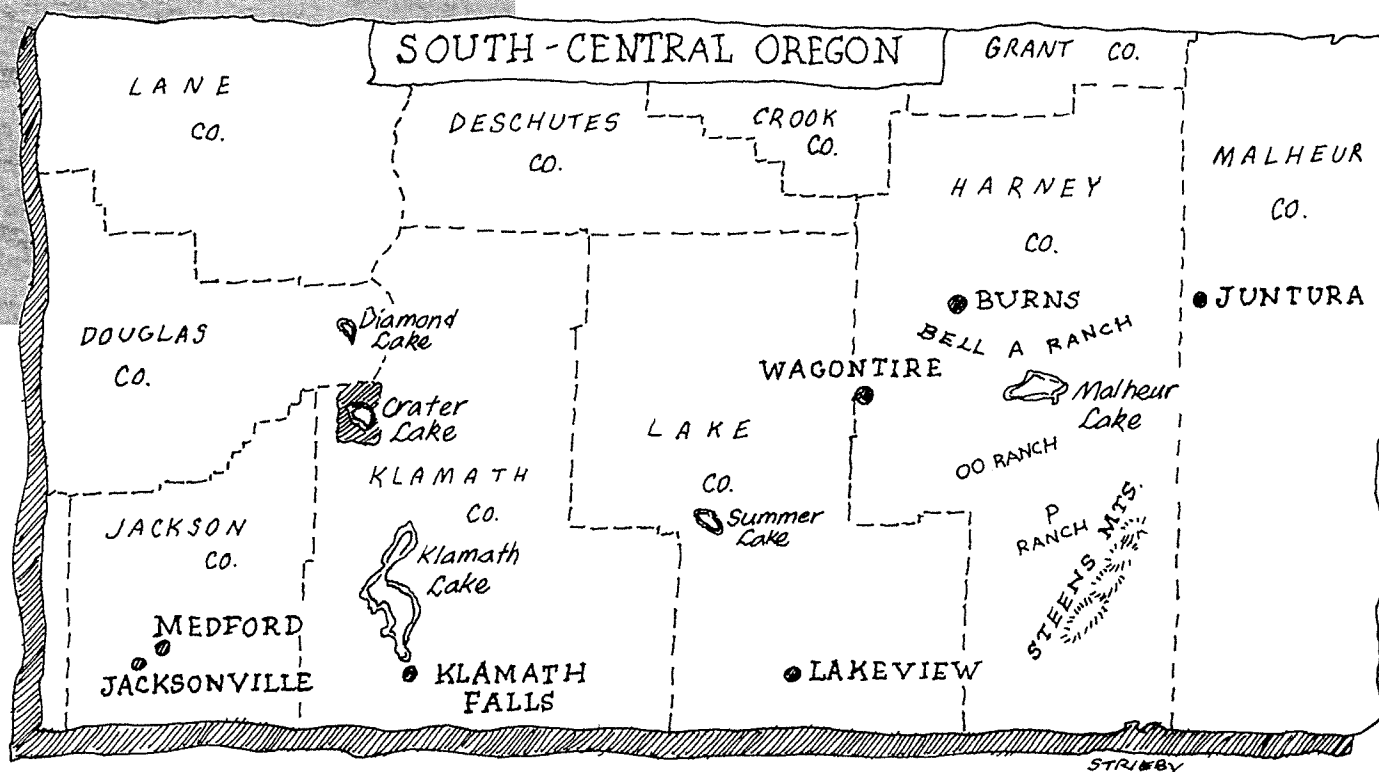 SOUTH-CENTRAL OREGON
GRANT CO.
LANE
CO.
DESCHUTES
CO.
CROOK
CO.
MALHEUR
CO.
HARNEY
CO.
BURNS
JUNTURA
BELL A RANCH
Diamond
Lake
DOUGLAS
CO.
WAGONTIRE
Malheur
Lake
Crater
Lake
LAKE
CO.
OO RANCH
KLAMATH
CO.
Summer
Lake
P
RANCH
STEENS MTS.
JACKSON
CO.
Klamath
Lake
MEDFORD
JACKSONVILLE
KLAMATH
FALLS
LAKEVIEW
STRIEBY